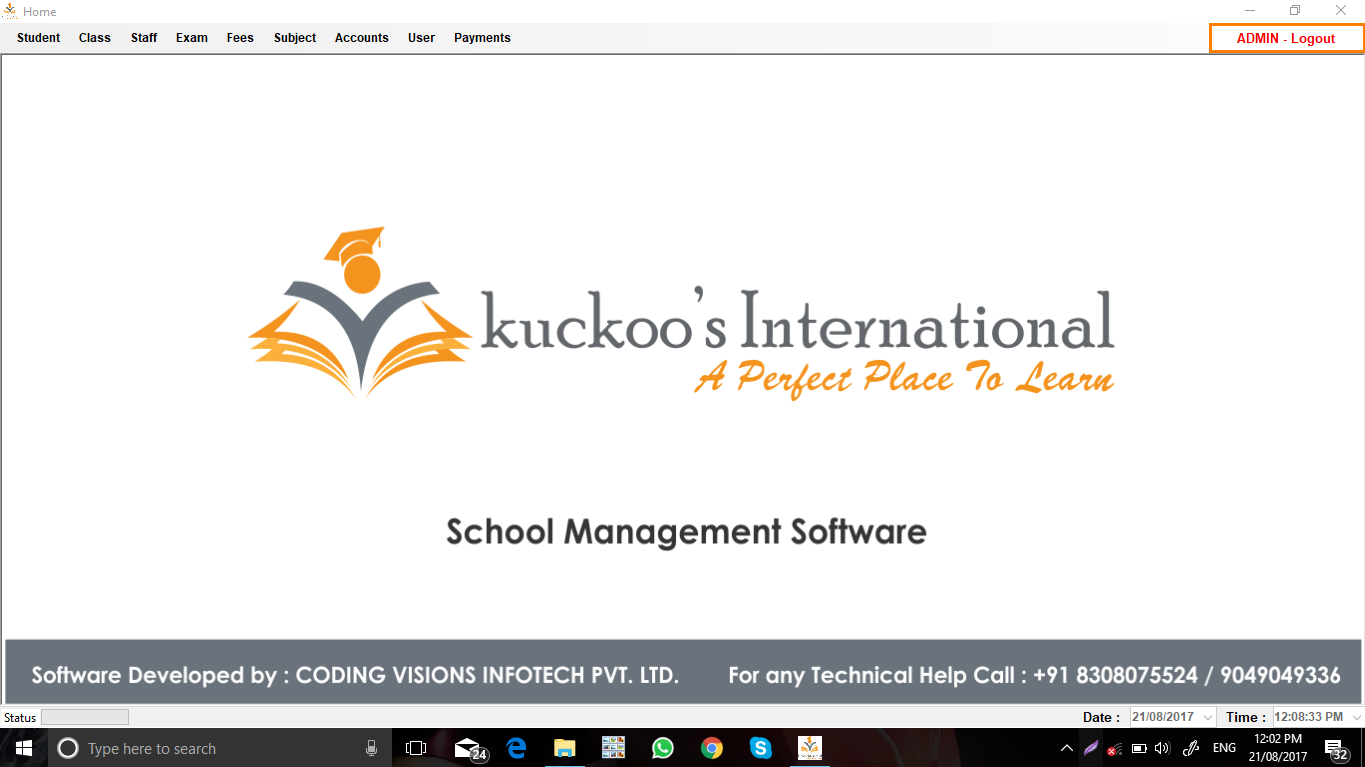 Home
Student Class Staff Exam Fees Subject Accounts User Payments ADMIN - Logout
kuckoo's International
A Perfect Place To Learn
School Management Software
Software Developed by : CODING VISIONS INFOTECH PVT. LTD. For any Technical Help Call : +91 8308075524 / 9049049336
Status Date : 21/08/2017 Time : 12:08:33 PM
Type here to search 24 ENG 12:02 PM 32
21/08/2017